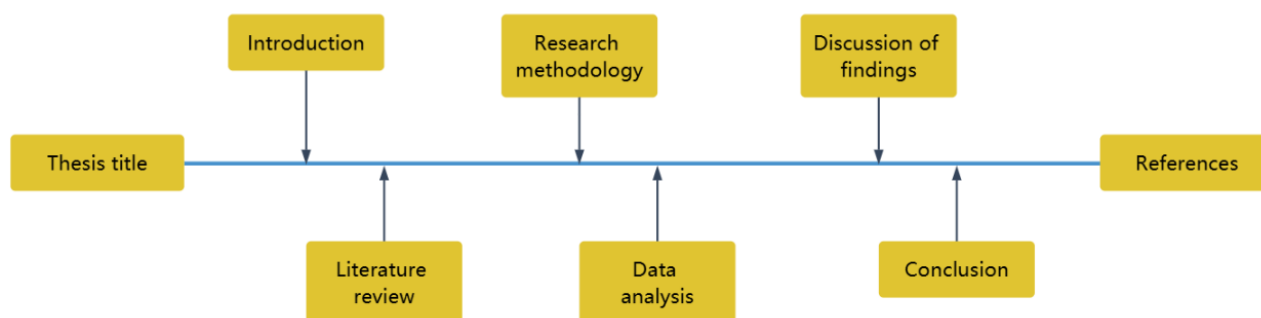 Introduction
Research
methodology
Discussion of
findings
Thesis title
References
Literature
review
Data
analysis
Conclusion